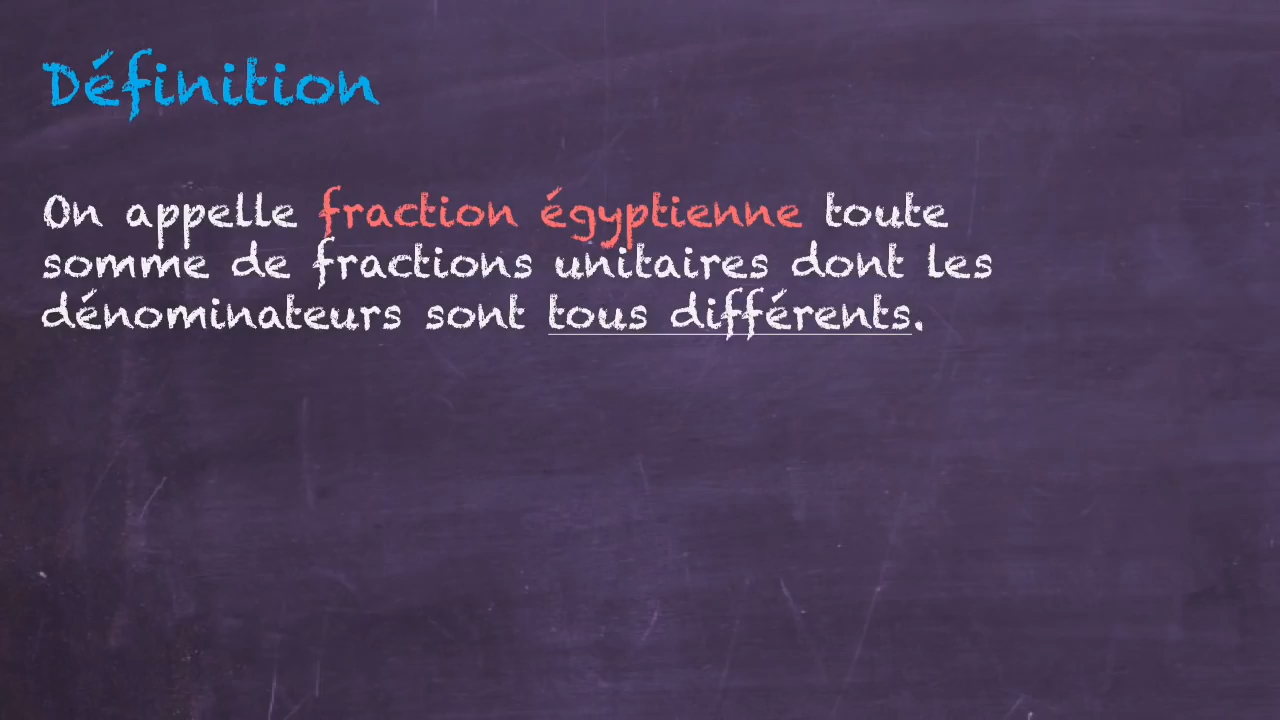 Définition
On appelle fraction égyptienne toute
somme de fractions unitaires dont les
dénominateurs sont tous différents.